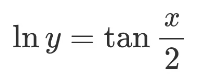 ln y = tan x/2